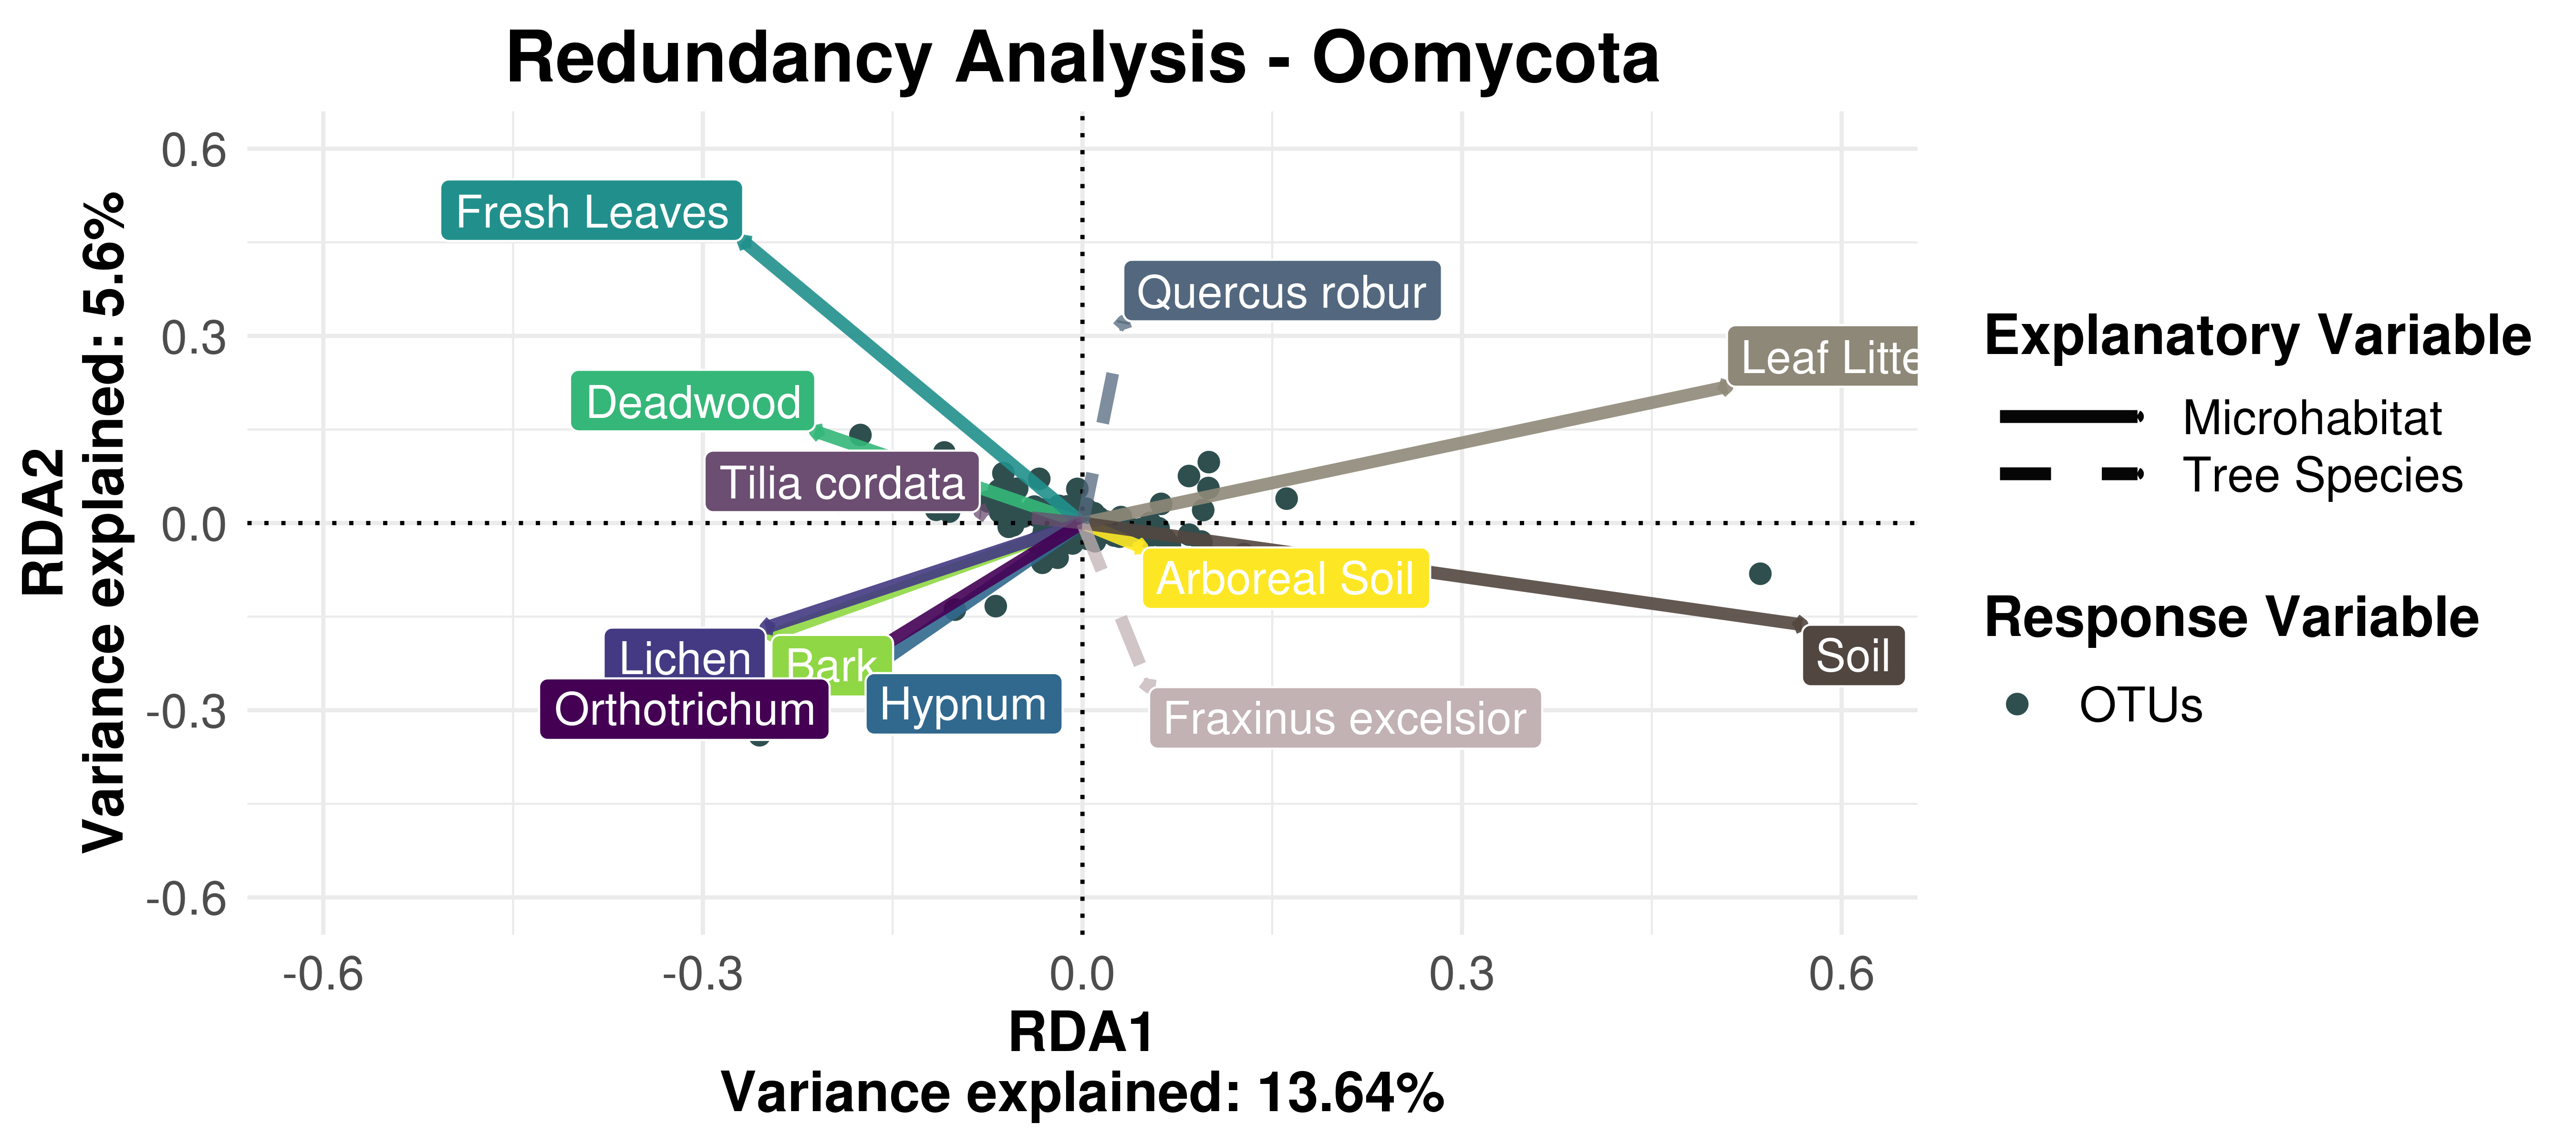 Redundancy Analysis - Oomycota
RDA2
Variance explained: 5.6%
0.6
0.3
0.0
-0.3
-0.6
Fresh Leaves
Quercus robur
Leaf Litte
Deadwood
Tilia cordata
Arboreal Soil
Lichen
Bark
Soil
Orthotrichum
Hypnum
Fraxinus excelsior
-0.6
-0.3
0.0
0.3
0.6
RDA1
Variance explained: 13.64%
Explanatory Variable
Microhabitat
Tree Species
Response Variable
OTUs